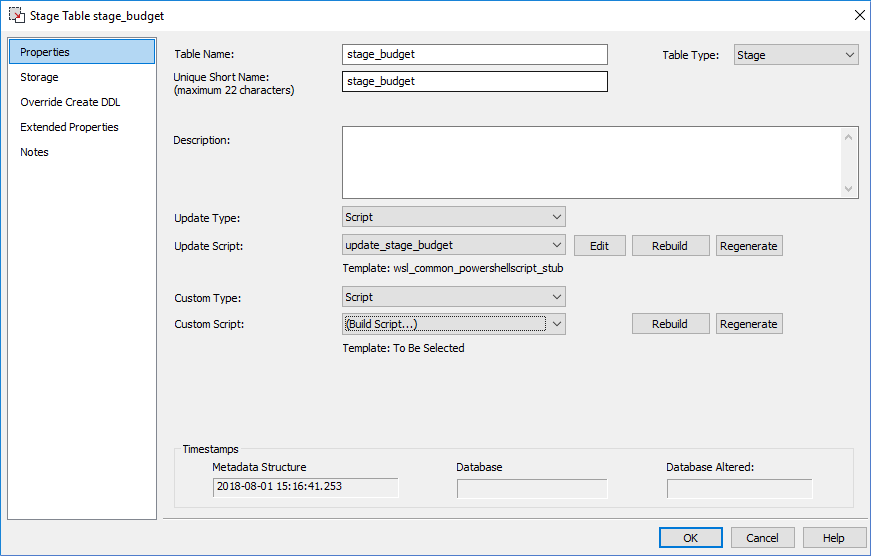 Stage Table stage_budget
Properties
Storage
Override Create DDL
Extended Properties
Notes
Table Name: stage_budget Table Type: Stage
Unique Short Name: stage_budget
(maximum 22 characters)
Description:
Update Type: Script
Update Script: update_stage_budget Edit Rebuild Regenerate
Template: wsl_common_powershellscript_stub
Custom Type: Script
Custom Script: (Build Script...) Rebuild Regenerate
Template: To Be Selected
Timestamps
Metadata Structure Database Database Altered:
2018-08-01 15:16:41.253
OK Cancel Help